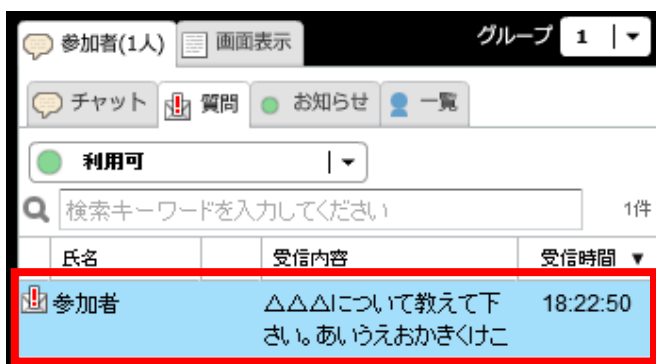 参加者(1人) 画面表示 グループ 1
チャット 質問 お知らせ 一覧
利用可
検索キーワードを入力してください 1件
氏名 受信内容 受信時間 ▼
参加者 △△△について教えて下 18:22:50
さい。あいうえおかきくけこ